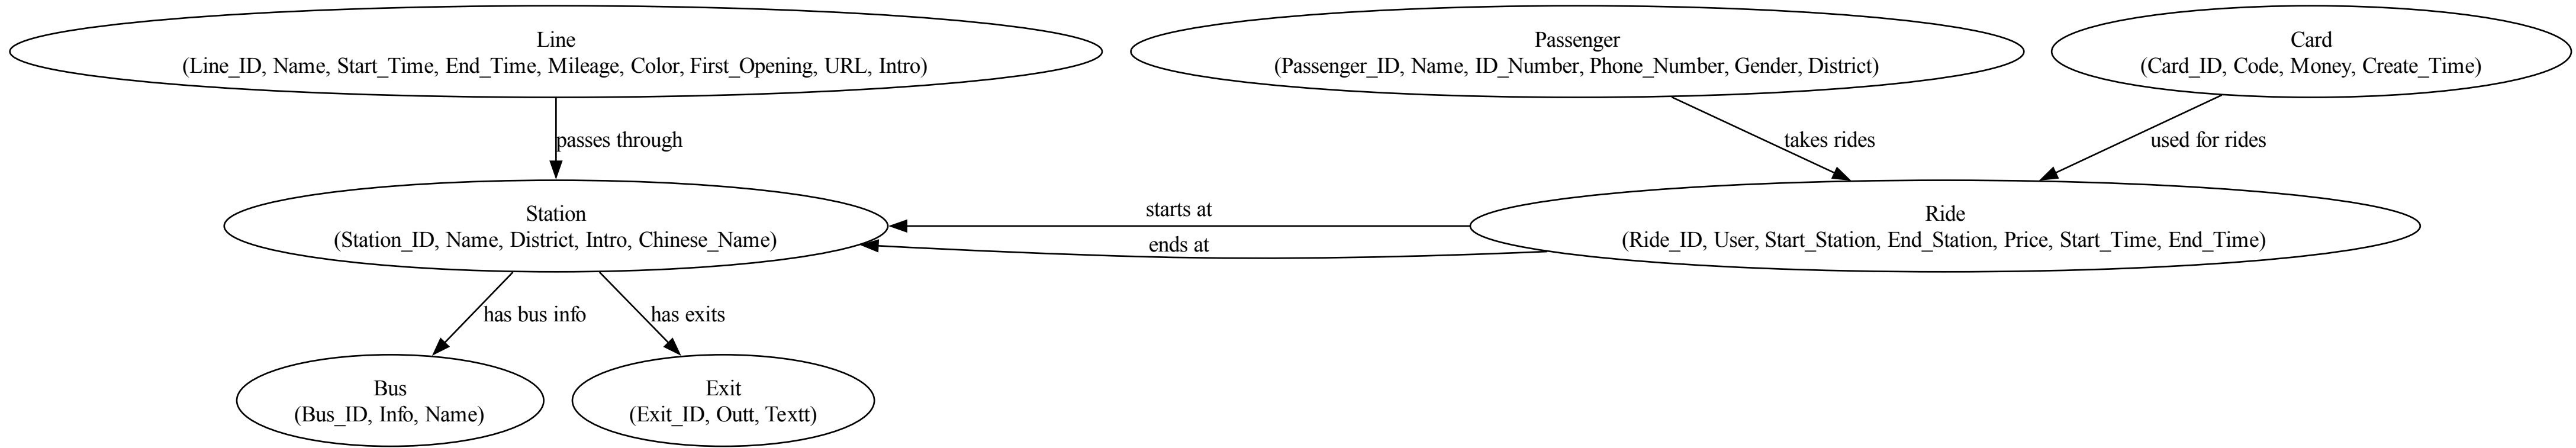 Line
(Line_ID, Name, Start_Time, End_Time, Mileage, Color, First_Opening, URL, Intro)
Passenger
(Passenger_ID, Name, ID_Number, Phone_Number, Gender, District)
Card
(Card_ID, Code, Money, Create_Time)
passes through
takes rides
used for rides
Station
(Station_ID, Name, District, Intro, Chinese_Name)
starts at
ends at
Ride
(Ride_ID, User, Start_Station, End_Station, Price, Start_Time, End_Time)
has bus info
has exits
Bus
(Bus_ID, Info, Name)
Exit
(Exit_ID, Outt, Textt)